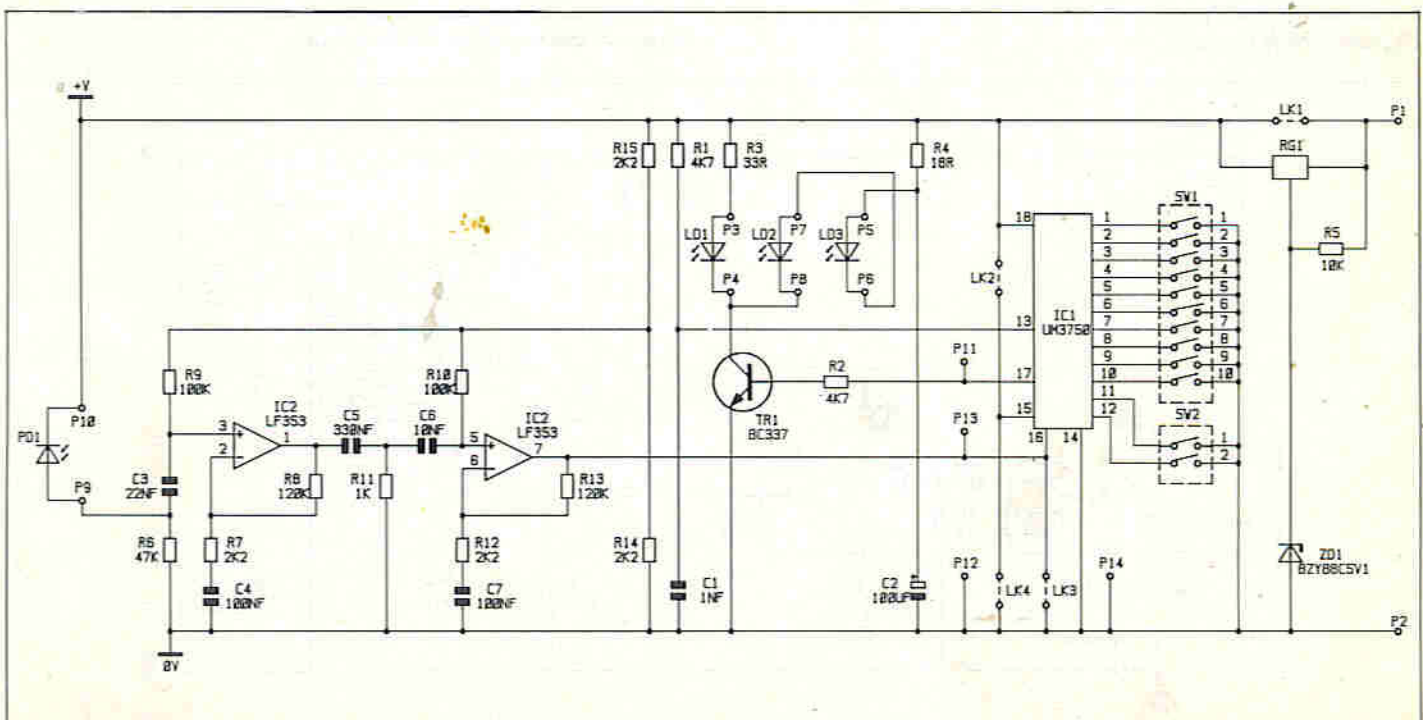 +V
LK1
P1
R15
2K2
R1
4K7
R3
33R
R4
18R
RG1
SW1
LD1
P3
LD2
P7
LD3
P5
P4
P8
P6
LK2
18
13
17
15
16
14
IC1
UM3750
1
2
3
4
5
6
7
8
9
10
11
12
1
2
3
4
5
6
7
8
9
10
R5
10K
SW2
1
2
R9
100K
R10
100K
P11
P13
R2
4K7
TR1
BC337
PD1
P10
P9
IC2
LF353
3
2
1
C5
330NF
C6
10NF
IC2
LF353
5
6
7
C3
22NF
R8
120K
R11
1K
R13
120K
R6
47K
R7
2K2
R12
2K2
R14
2K2
C4
100NF
C7
100NF
C1
1NF
C2
+
100UF
P12
LK4
LK3
P14
ZD1
BZY88C5V1
P2
0V